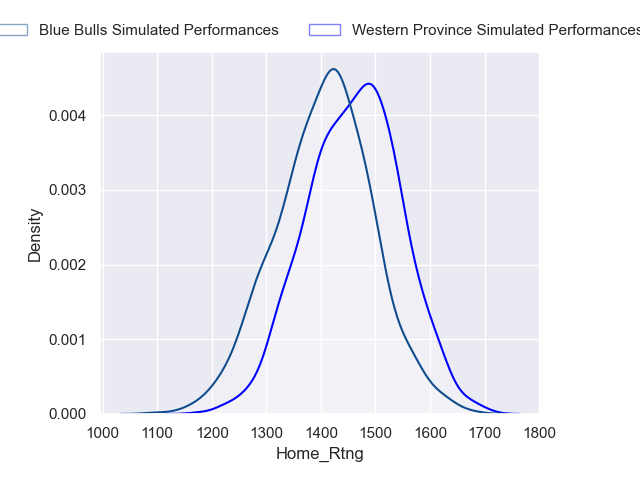 Blue Bulls Simulated Performances Western Province Simulated Performances
0.004
0.003
0.002
0.001
0.000
Density
1000 1100 1200 1300 1400 1500 1600 1700 1800
Home_Rtng